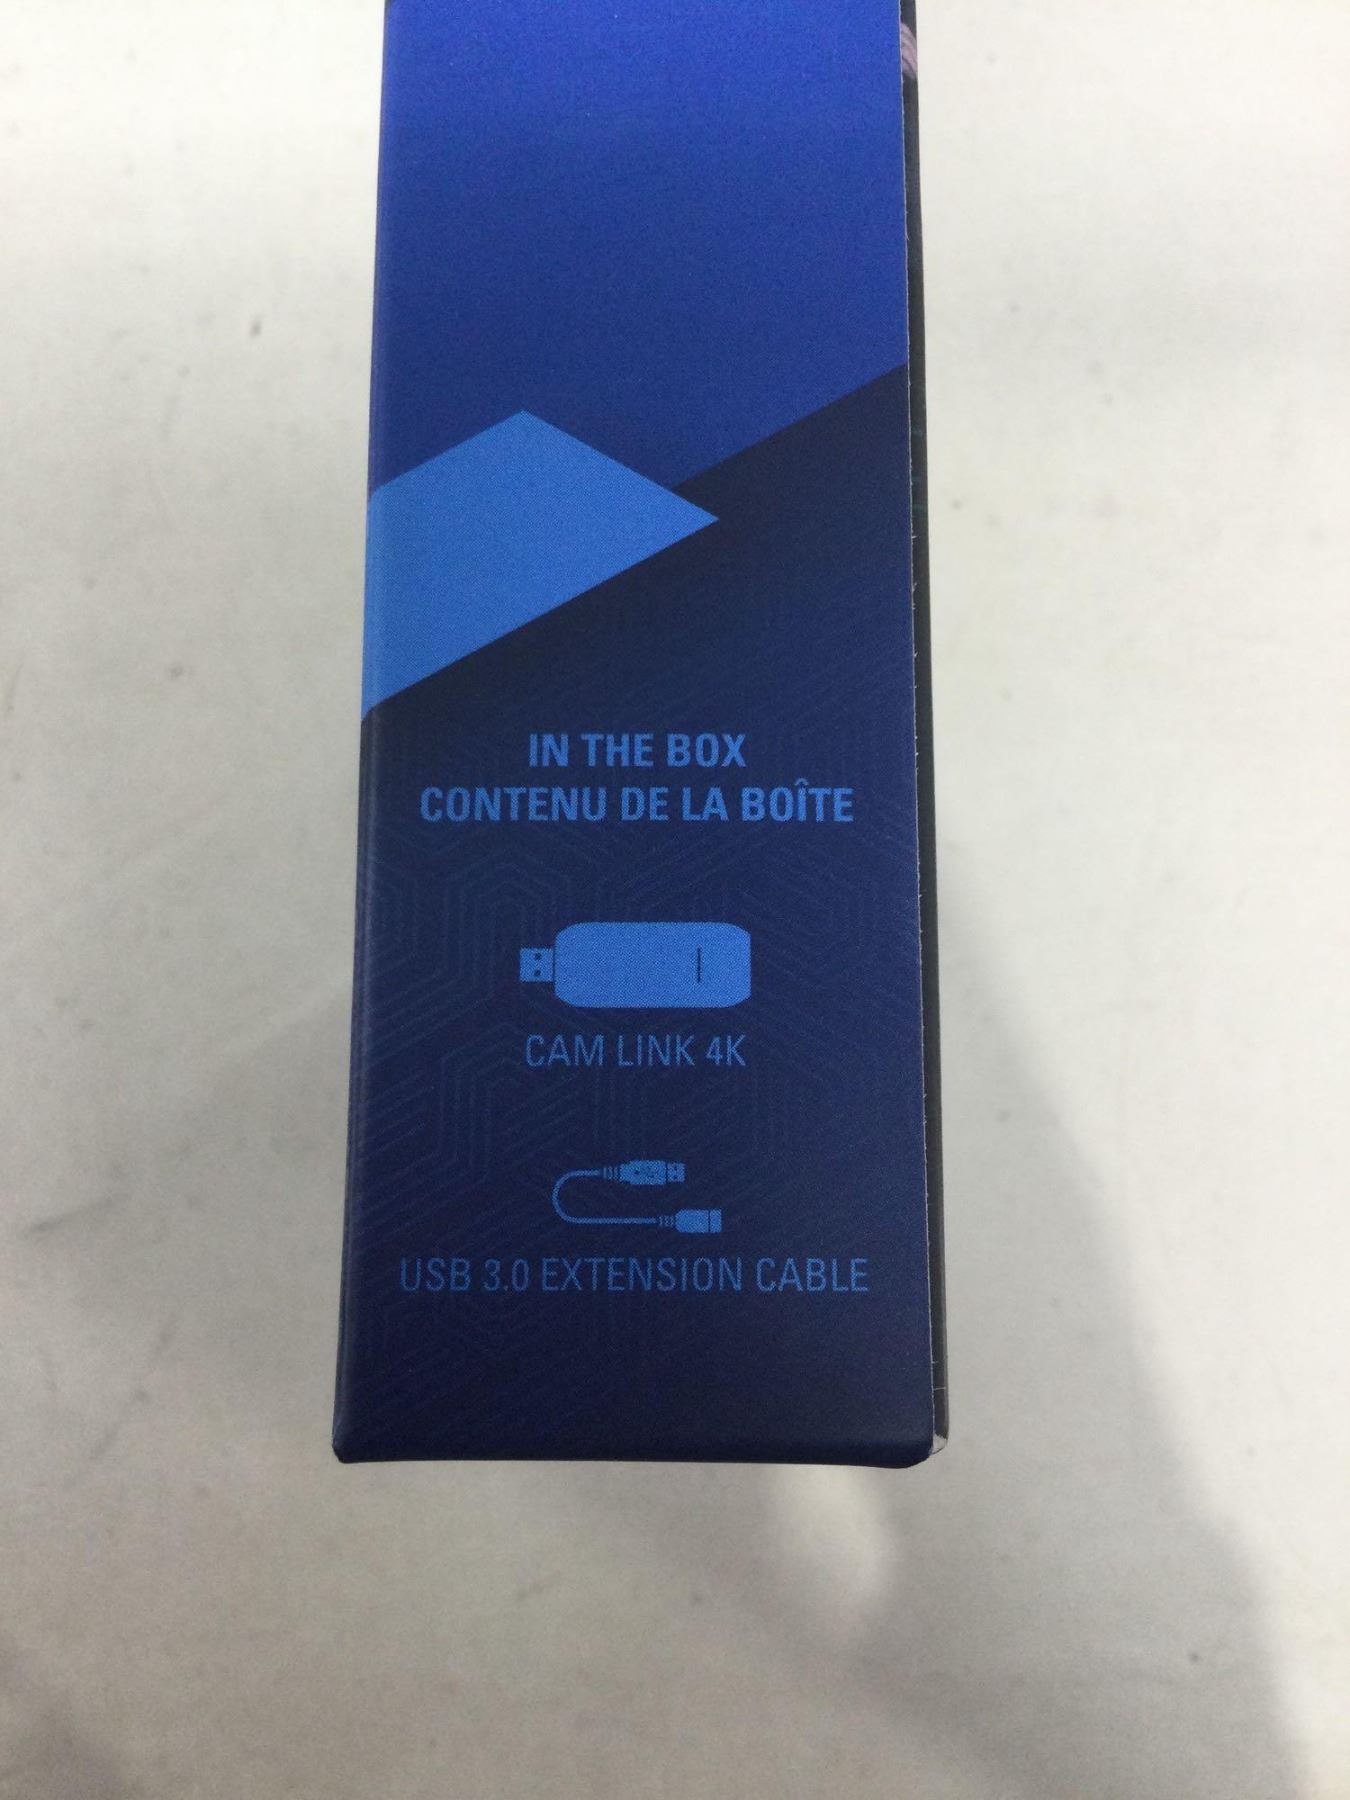 IN THE BOX
CONTENU DE LA BOÎTE
CAM LINK 4K
USB 3.0 EXTENSION CABLE